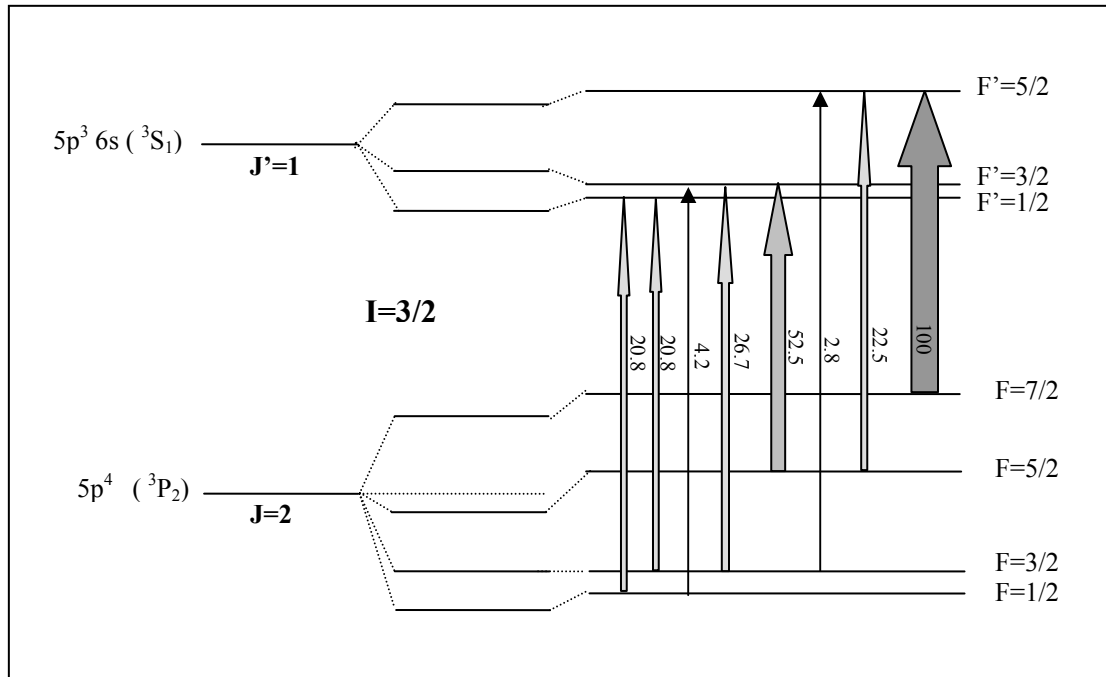 F’=5/2
5p³ 6s ( ³S₁)
J’=1
F’=3/2
F’=1/2
I=3/2
20.8
20.8
4.2
26.7
52.5
2.8
22.5
100
F=7/2
5p⁴ ( ³P₂)
J=2
F=5/2
F=3/2
F=1/2